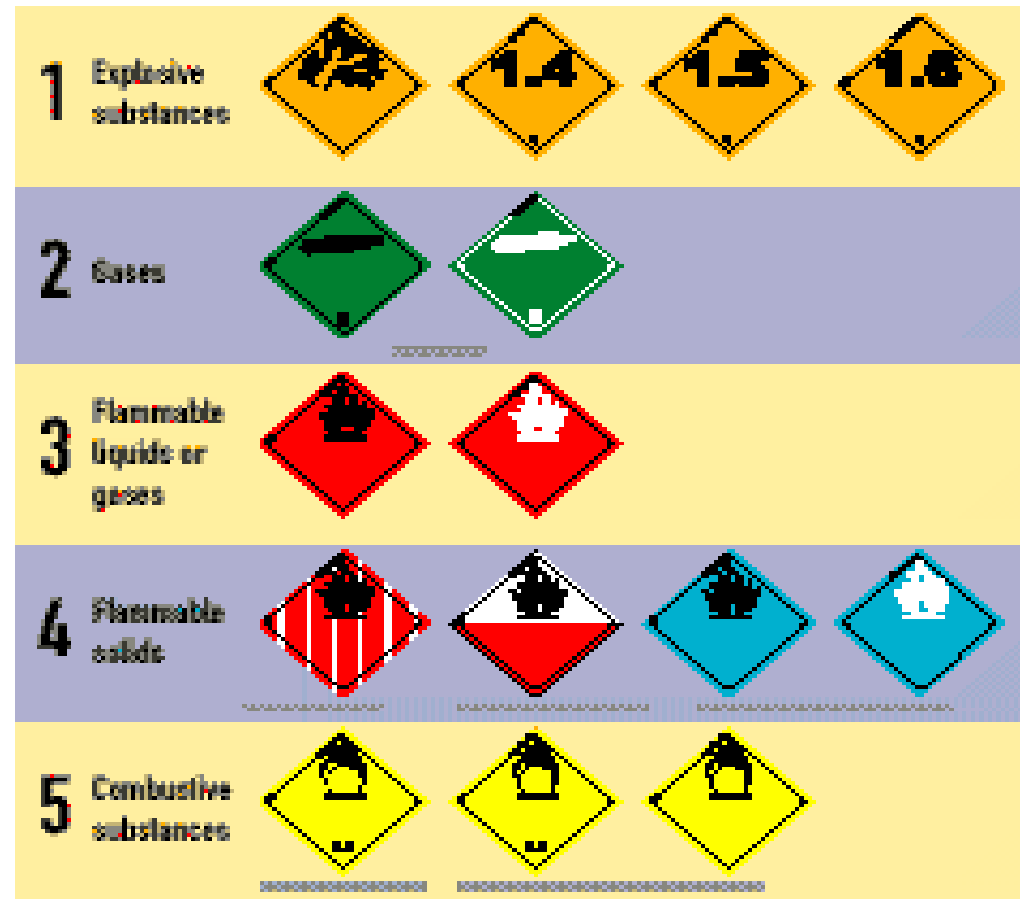 1
Explosive
substances
1.4
1.5
1.6
2
Gases
3
Flammable
liquids or
gases
4
Flammable
solids
5
Combustive
substances